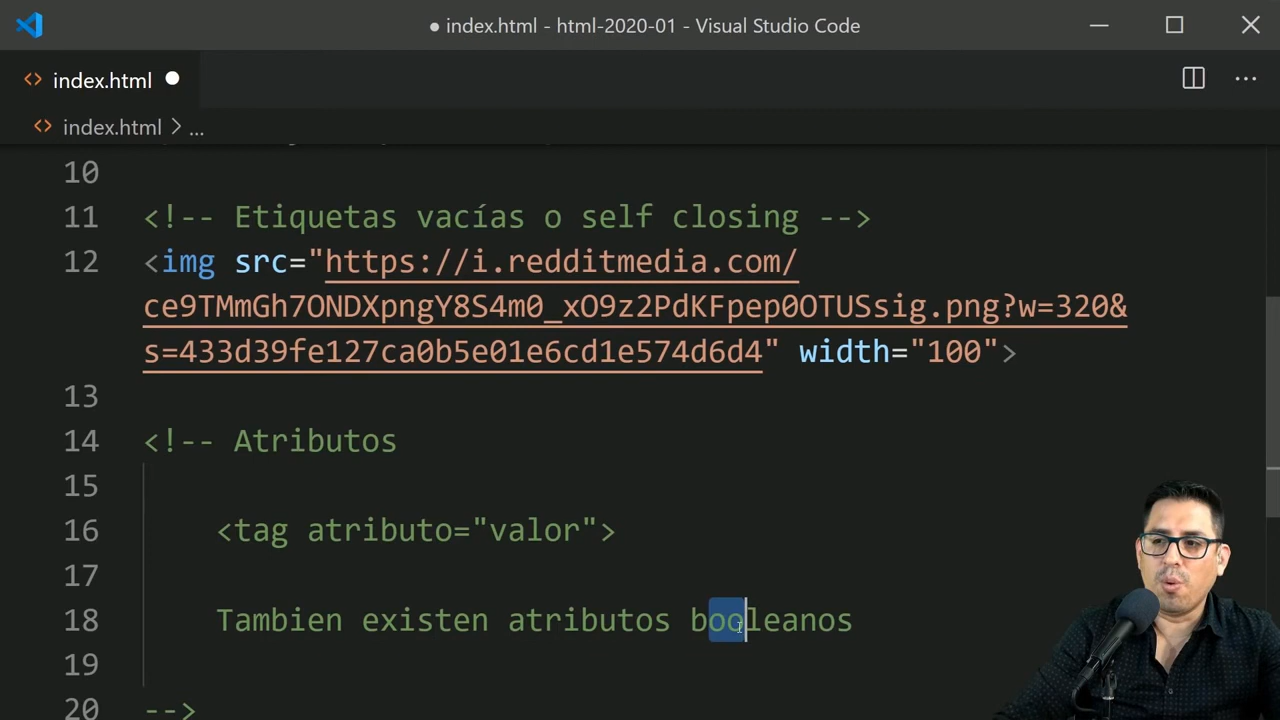 ● index.html - html-2020-01 - Visual Studio Code
index.html
index.html > ...
10
11 <!-- Etiquetas vacías o self closing -->
12 <img src="https://i.redditmedia.com/
ce9TMmGh7ONDXpngY8S4m0_xO9z2PdKFpep0OTUSsig.png?w=320&
s=433d39fe127ca0b5e01e6cd1e574d6d4" width="100">
13
14 <!-- Atributos
15
16 <tag atributo="valor">
17
18 Tambien existen atributos booleanos
19
20 -->